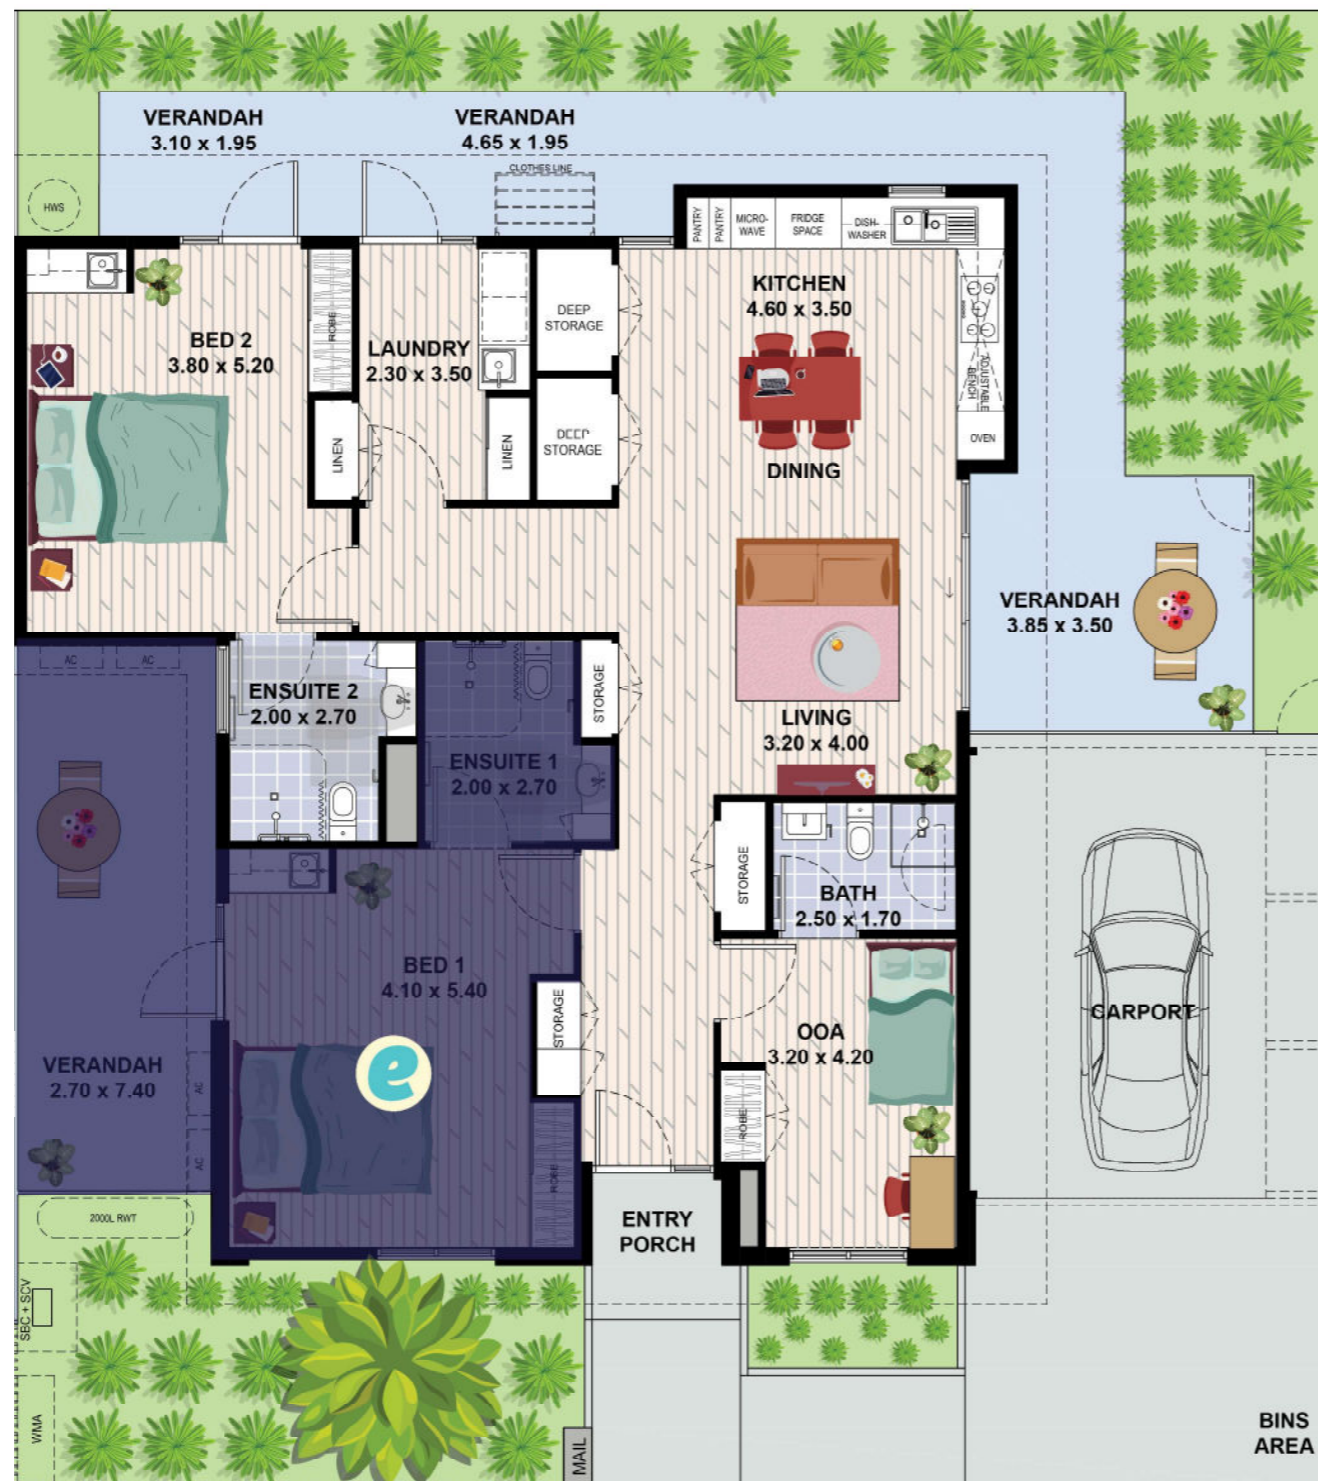 VERANDAH
3.10 x 1.95
VERANDAH
4.65 x 1.95
CLOTHES LINE
HWS
PANTRY
PANTRY
MICRO-
WAVE
FRIDGE
SPACE
DISH-
WASHER
KITCHEN
4.60 x 3.50
BED 2
3.80 x 5.20
ROBE
LAUNDRY
2.30 x 3.50
DEEP
STORAGE
ADJUSTABLE
BENCH
LINEN
LINEN
DEEP
STORAGE
OVEN
DINING
VERANDAH
3.85 x 3.50
AC
AC
ENSUITE 2
2.00 x 2.70
STORAGE
LIVING
3.20 x 4.00
ENSUITE 1
2.00 x 2.70
STORAGE
BATH
2.50 x 1.70
BED 1
4.10 x 5.40
STORAGE
OOA
3.20 x 4.20
CARPORT
e
VERANDAH
2.70 x 7.40
AC
AC
ROBE
ROBE
2000L RWT
ENTRY
PORCH
SBC + SCV
WMA
MAIL
BINS
AREA